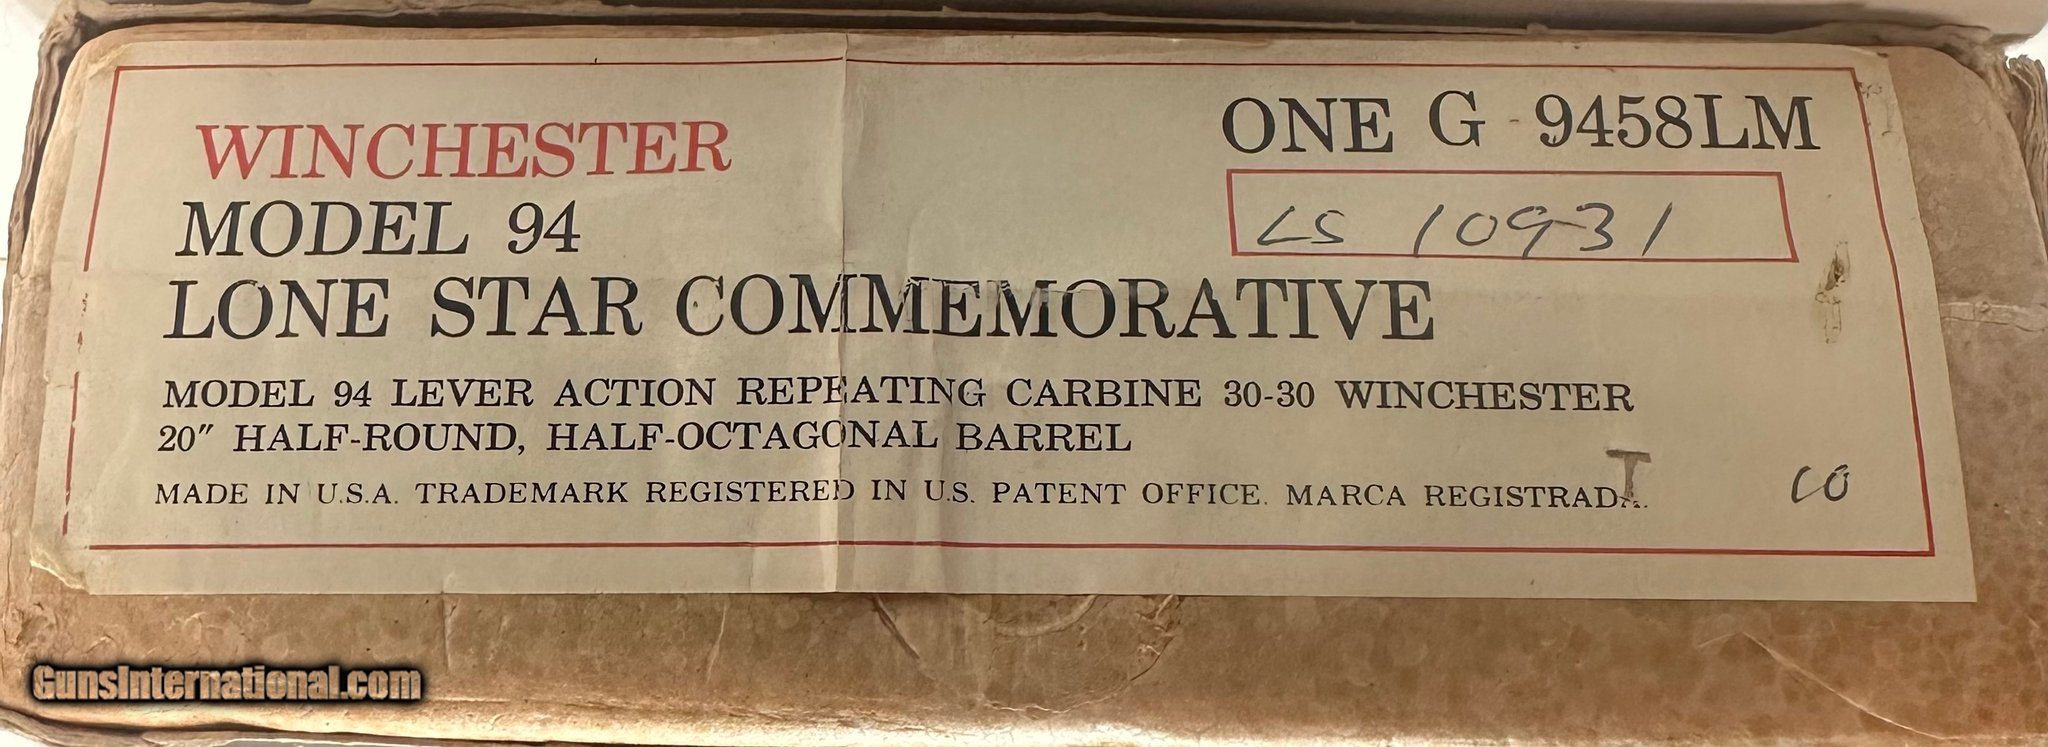 WINCHESTER
ONE G - 9458LM
MODEL 94
LS 10931
LONE STAR COMMEMORATIVE
MODEL 94 LEVER ACTION REPEATING CARBINE 30-30 WINCHESTER
20" HALF-ROUND, HALF-OCTAGONAL BARREL
MADE IN U.S.A. TRADEMARK REGISTERED IN U.S. PATENT OFFICE. MARCA REGISTRADA.
T
CO
GunsInternational.com